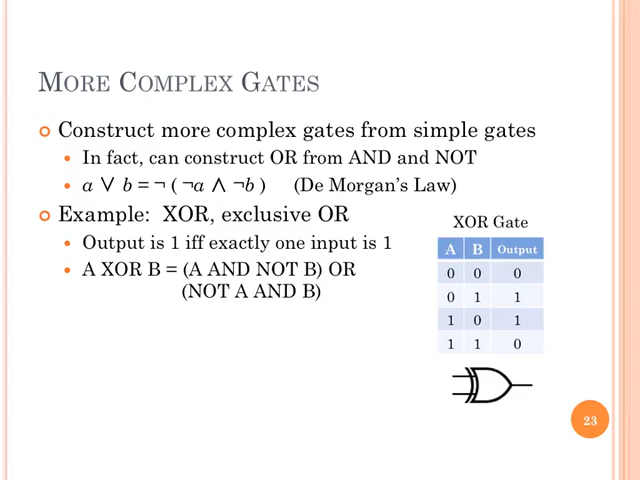 MORE COMPLEX GATES
Construct more complex gates from simple gates
In fact, can construct OR from AND and NOT
a ∨ b = ¬ ( ¬a ∧ ¬b ) (De Morgan's Law)
Example: XOR, exclusive OR
Output is 1 iff exactly one input is 1
A XOR B = (A AND NOT B) OR
(NOT A AND B)
XOR Gate
A B Output
0 0 0
0 1 1
1 0 1
1 1 0
23